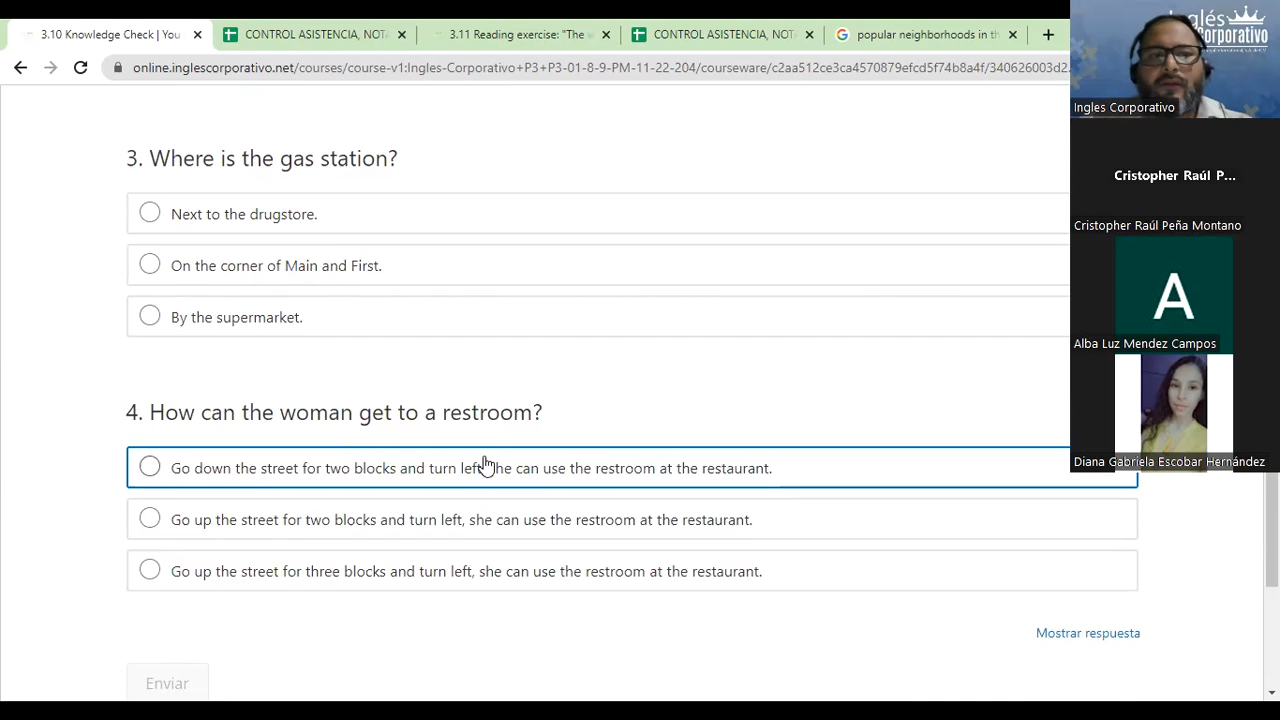 3.10 Knowledge Check | You
CONTROL ASISTENCIA, NOTA
3.11 Reading exercise: "The w
CONTROL ASISTENCIA, NOTA
popular neighborhoods in th
online.inglescorporativo.net/courses/course-v1:Ingles-Corporativo+P3+P3-01-8-9-PM-11-22-204/courseware/c2aa512ce3ca4570879efcd5f74b8a4f/340626003d2
3. Where is the gas station?
Next to the drugstore.
On the corner of Main and First.
By the supermarket.
4. How can the woman get to a restroom?
Go down the street for two blocks and turn left, she can use the restroom at the restaurant.
Go up the street for two blocks and turn left, she can use the restroom at the restaurant.
Go up the street for three blocks and turn left, she can use the restroom at the restaurant.
Mostrar respuesta
Enviar
Inglés
Corporativo
Ingles Corporativo
Cristopher Raúl P...
Cristopher Raúl Peña Montano
A
Alba Luz Mendez Campos
Diana Gabriela Escobar Hernández